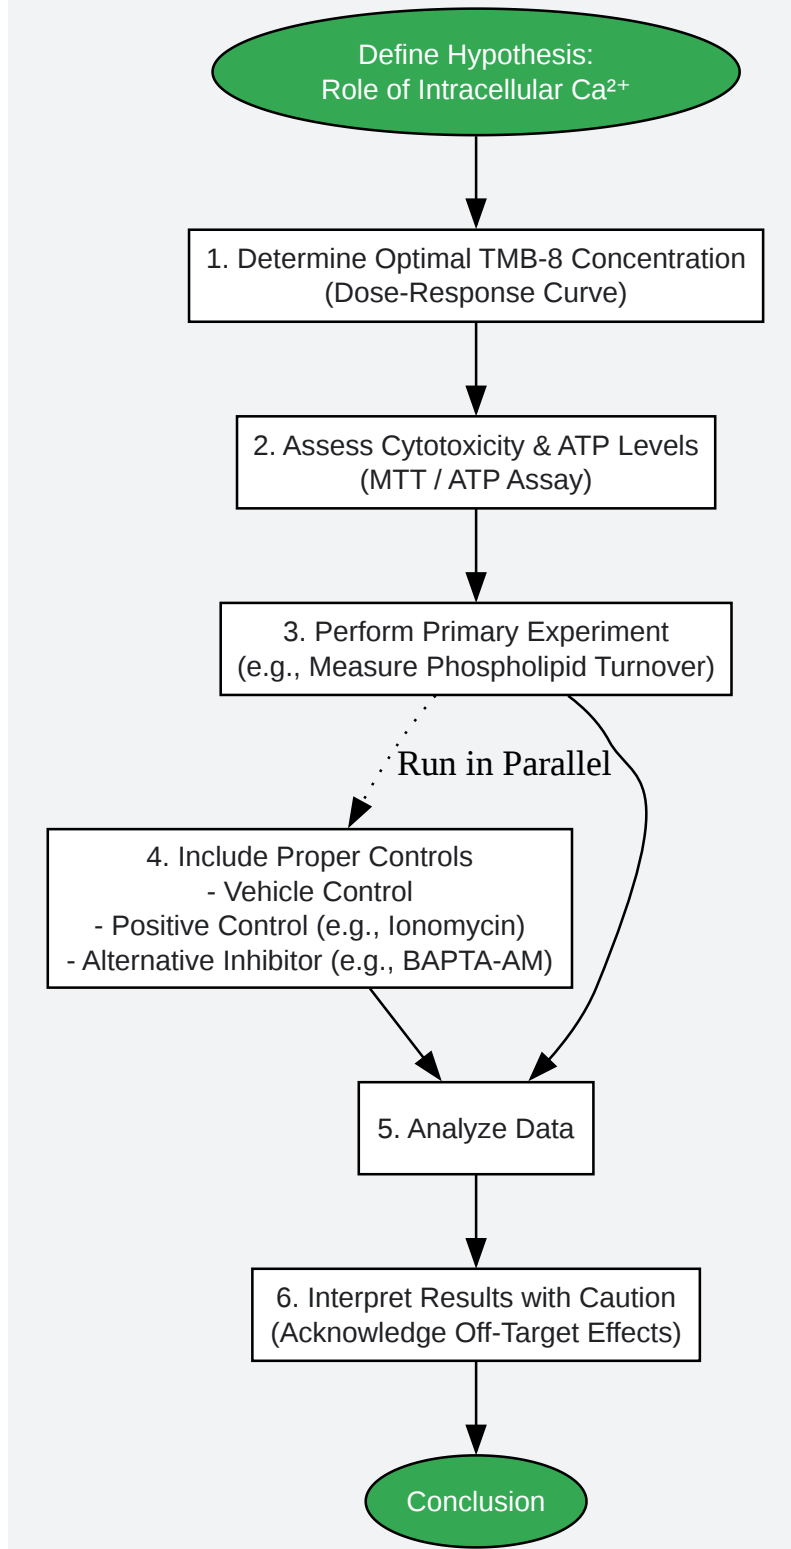 Define Hypothesis:
Role of Intracellular Ca²⁺
1. Determine Optimal TMB-8 Concentration
(Dose-Response Curve)
2. Assess Cytotoxicity & ATP Levels
(MTT / ATP Assay)
3. Perform Primary Experiment
(e.g., Measure Phospholipid Turnover)
Run in Parallel
4. Include Proper Controls
- Vehicle Control
- Positive Control (e.g., Ionomycin)
- Alternative Inhibitor (e.g., BAPTA-AM)
5. Analyze Data
6. Interpret Results with Caution
(Acknowledge Off-Target Effects)
Conclusion